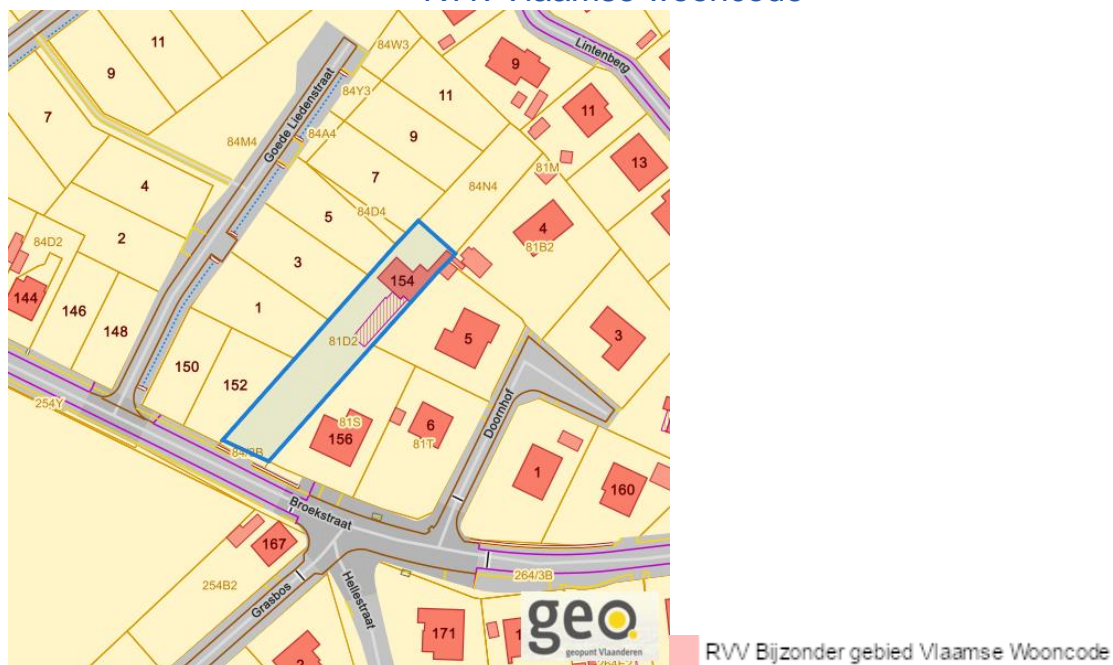 RVV Vlaamse wooncode
11
84W3
Lintenberg
9
9
7
84Y3
11
11
Goede Liedenstraat
84M4
84A4
9
13
81M
4
7
84N4
2
5
84D4
4
81B2
84D2
3
154
144
146
148
1
81D2
5
3
150
152
254Y
81S
156
6
81T
Doornhof
84/3B
1
160
Broekstraat
167
264/3B
254B2
Grasbos
Hellestraat
171
geo
geopunt Vlaanderen
RVV Bijzonder gebied Vlaamse Wooncode